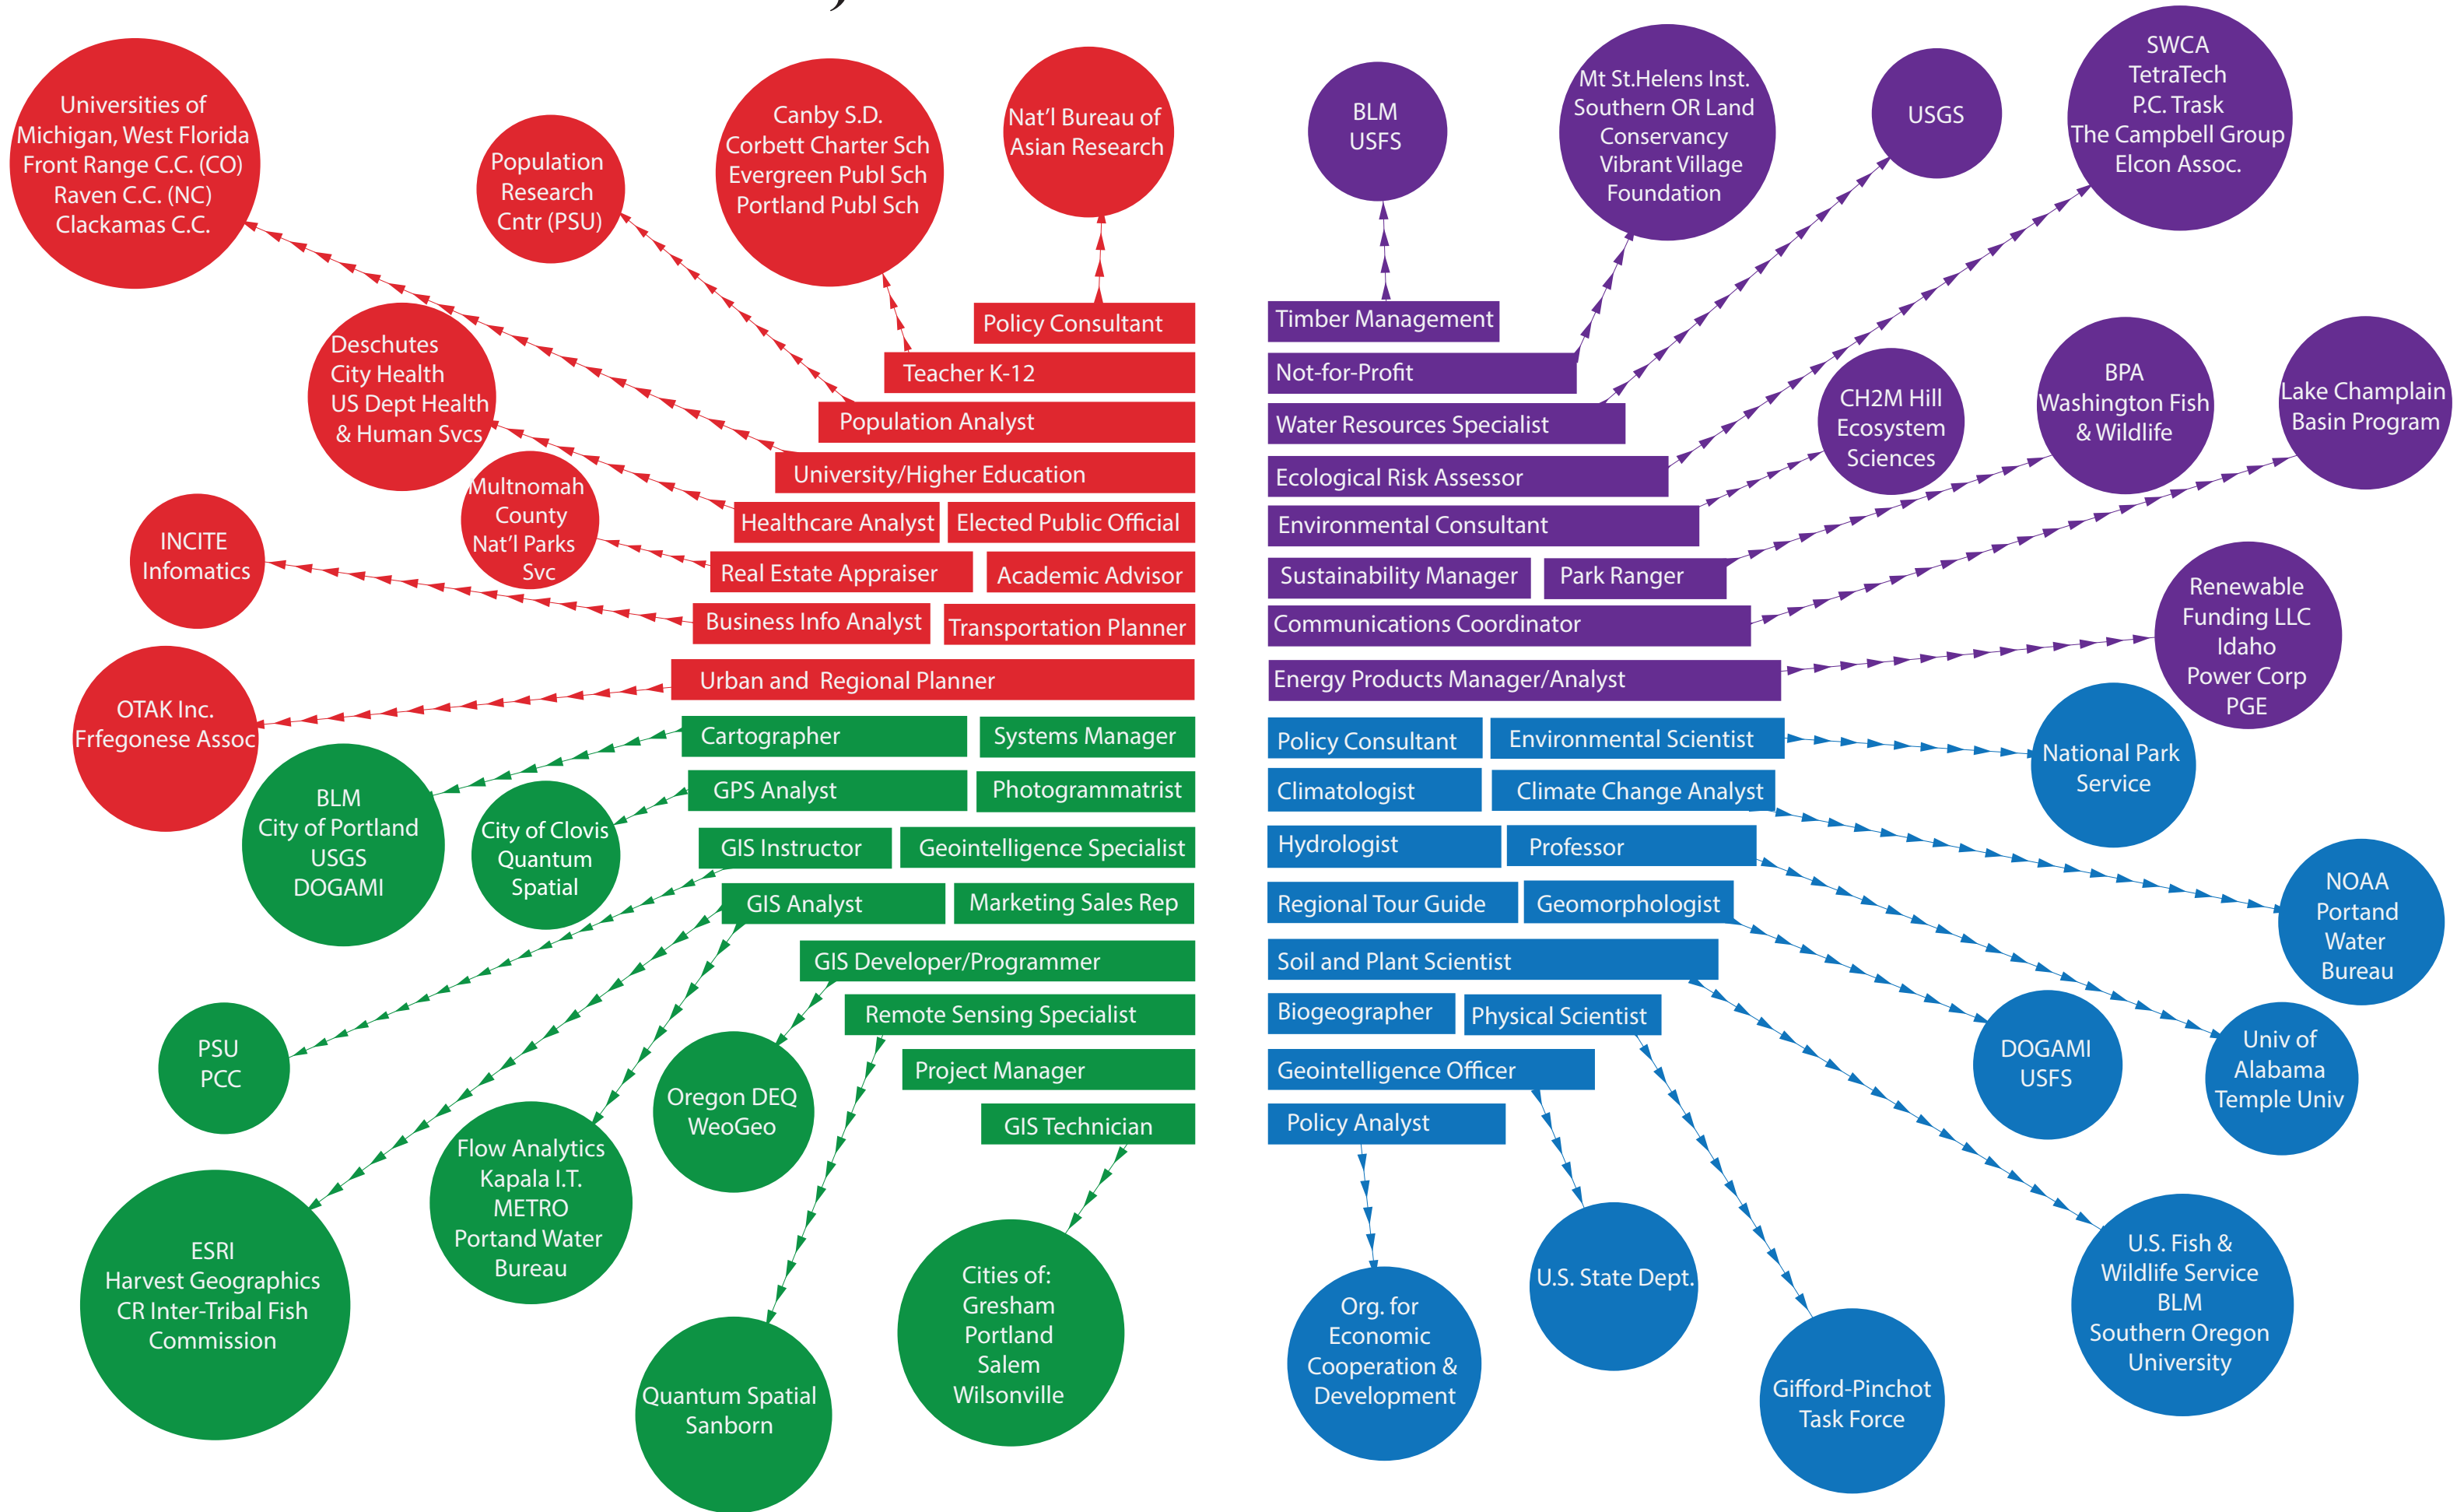 Universities of
Michigan, West Florida
Front Range C.C. (CO)
Raven C.C. (NC)
Clackamas C.C.
Population
Research
Cntr (PSU)
Canby S.D.
Corbett Charter Sch
Evergreen Publ Sch
Portland Publ Sch
Nat'l Bureau of
Asian Research
Deschutes
City Health
US Dept Health
& Human Svcs
Multnomah
County
Nat'l Parks
Svc
INCITE
Infomatics
OTAK Inc.
Frfegonese Assoc
Policy Consultant
Teacher K-12
Population Analyst
University/Higher Education
Healthcare Analyst
Elected Public Official
Real Estate Appraiser
Academic Advisor
Business Info Analyst
Transportation Planner
Urban and Regional Planner
BLM
USFS
Mt St.Helens Inst.
Southern OR Land
Conservancy
Vibrant Village
Foundation
USGS
SWCA
TetraTech
P.C. Trask
The Campbell Group
Elcon Assoc.
CH2M Hill
Ecosystem
Sciences
BPA
Washington Fish
& Wildlife
Lake Champlain
Basin Program
Renewable
Funding LLC
Idaho
Power Corp
PGE
Timber Management
Not-for-Profit
Water Resources Specialist
Ecological Risk Assessor
Environmental Consultant
Sustainability Manager
Park Ranger
Communications Coordinator
Energy Products Manager/Analyst
Cartographer
Systems Manager
GPS Analyst
Photogrammatrist
GIS Instructor
Geointelligence Specialist
GIS Analyst
Marketing Sales Rep
GIS Developer/Programmer
Remote Sensing Specialist
Project Manager
GIS Technician
BLM
City of Portland
USGS
DOGAMI
City of Clovis
Quantum
Spatial
PSU
PCC
ESRI
Harvest Geographics
CR Inter-Tribal Fish
Commission
Flow Analytics
Kapala I.T.
METRO
Portand Water
Bureau
Oregon DEQ
WeoGeo
Quantum Spatial
Sanborn
Cities of:
Gresham
Portland
Salem
Wilsonville
Policy Consultant
Environmental Scientist
Climatologist
Climate Change Analyst
Hydrologist
Professor
Regional Tour Guide
Geomorphologist
Soil and Plant Scientist
Biogeographer
Physical Scientist
Geointelligence Officer
Policy Analyst
National Park
Service
NOAA
Portand
Water
Bureau
DOGAMI
USFS
Univ of
Alabama
Temple Univ
Org. for
Economic
Cooperation &
Development
U.S. State Dept.
Gifford-Pinchot
Task Force
U.S. Fish &
Wildlife Service
BLM
Southern Oregon
University